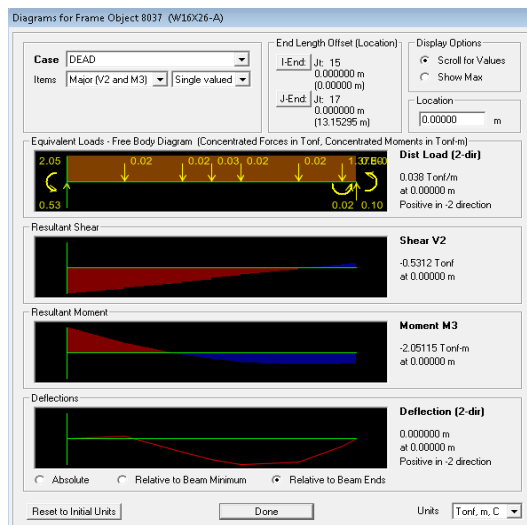 Diagrams for Frame Object 8037 (W16X26-A)
Case DEAD
Items Major (V2 and M3) Single valued
End Length Offset (Location)
I-End: Jt: 15
0.000000 m
(0.00000 m)
J-End: Jt: 17
0.000000 m
(13.15295 m)
Display Options
Scroll for Values
Show Max
Location
0.00000 m
Equivalent Loads - Free Body Diagram (Concentrated Forces in Tonf, Concentrated Moments in Tonf-m)
2.05 0.02 0.02 0.03 0.02 0.02
0.53 0.02 0.10
Dist Load (2-dir)
0.038 Tonf/m
at 0.00000 m
Positive in -2 direction
Resultant Shear
Shear V2
-0.5312 Tonf
at 0.00000 m
Resultant Moment
Moment M3
-2.05115 Tonf-m
at 0.00000 m
Deflections
Deflection (2-dir)
0.000000 m
at 0.00000 m
Positive in -2 direction
Absolute Relative to Beam Minimum Relative to Beam Ends
Reset to Initial Units Done Units Tonf, m, C